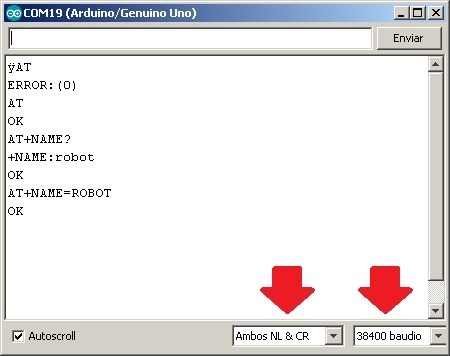 COM19 (Arduino/Genuino Uno)
Enviar
ÿAT
ERROR:(0)
AT
OK
AT+NAME?
+NAME:robot
OK
AT+NAME=ROBOT
OK
Autoscroll
Ambos NL & CR
38400 baudio